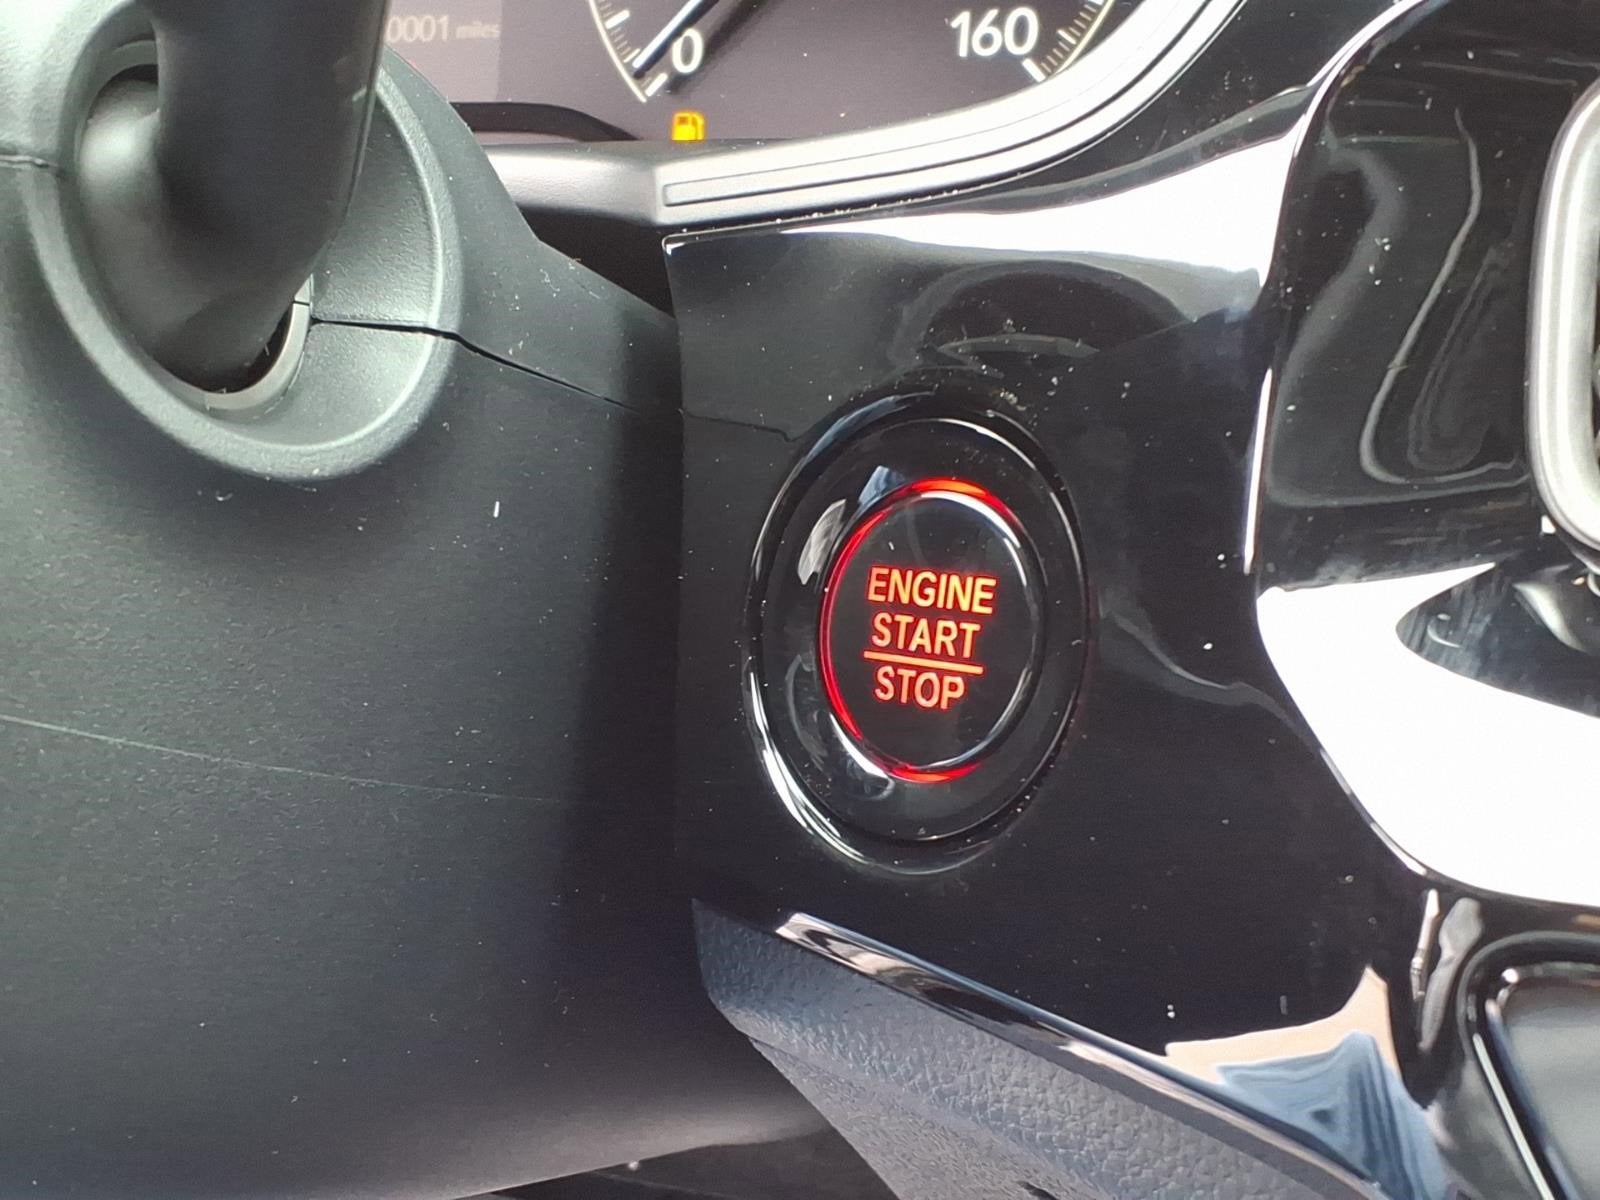 0001 miles
0
160
ENGINE
START
STOP